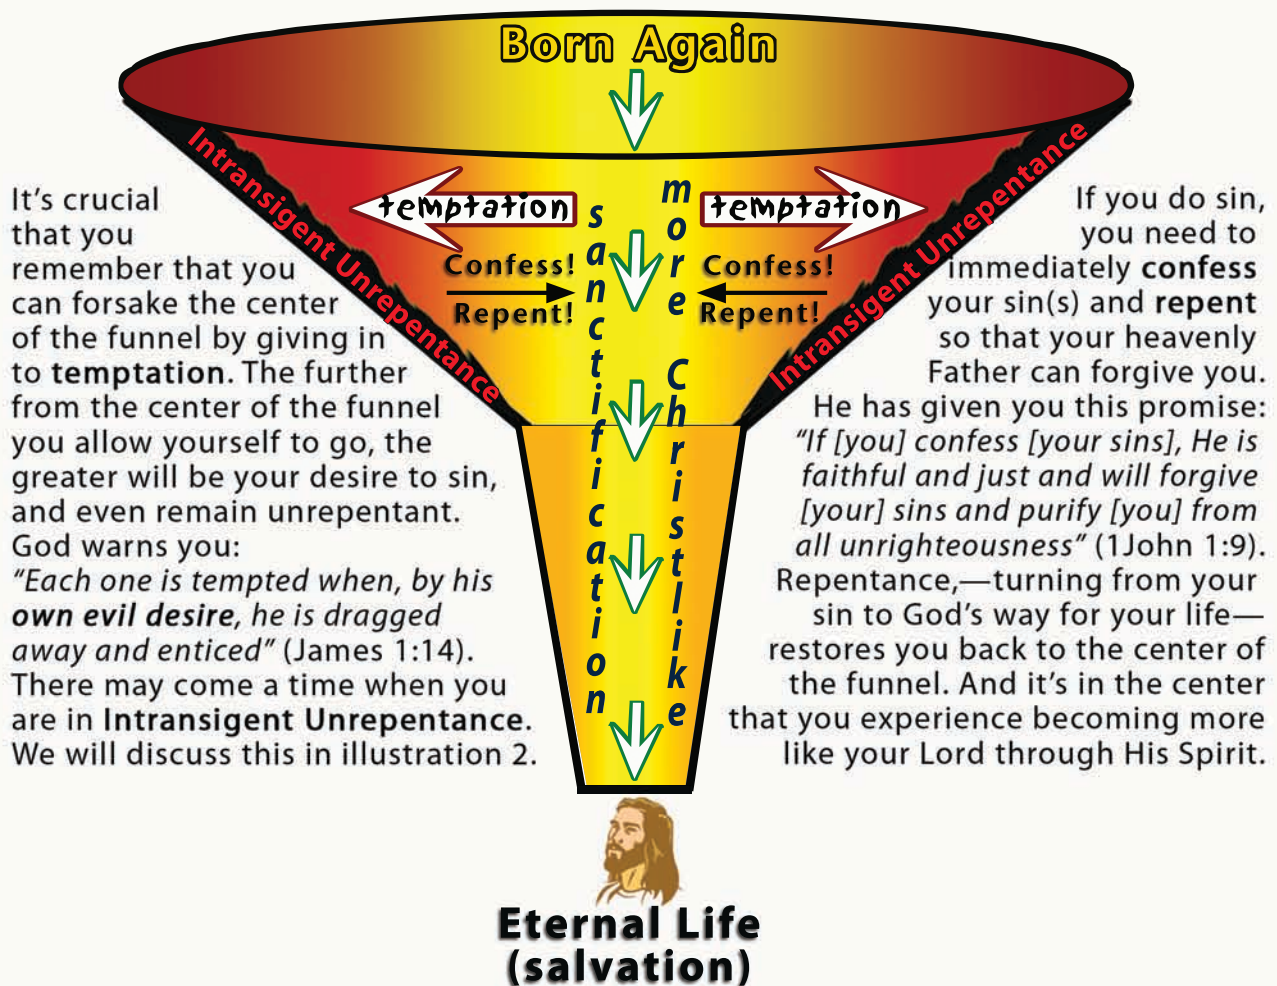 Born Again
Intransigent Unrepentance
Intransigent Unrepentance
temptation
temptation
Confess!
Repent!
Confess!
Repent!
sanctification
more Christlike
It's crucial
that you
remember that you
can forsake the center
of the funnel by giving in
to temptation. The further
from the center of the funnel
you allow yourself to go, the
greater will be your desire to sin,
and even remain unrepentant.
God warns you:
“Each one is tempted when, by his
own evil desire, he is dragged
away and enticed” (James 1:14).
There may come a time when you
are in Intransigent Unrepentance.
We will discuss this in illustration 2.
If you do sin,
you need to
immediately confess
your sin(s) and repent
so that your heavenly
Father can forgive you.
He has given you this promise:
“If [you] confess [your sins], He is
faithful and just and will forgive
[your] sins and purify [you] from
all unrighteousness” (1John 1:9).
Repentance,—turning from your
sin to God's way for your life—
restores you back to the center of
the funnel. And it's in the center
that you experience becoming more
like your Lord through His Spirit.
Eternal Life
(salvation)